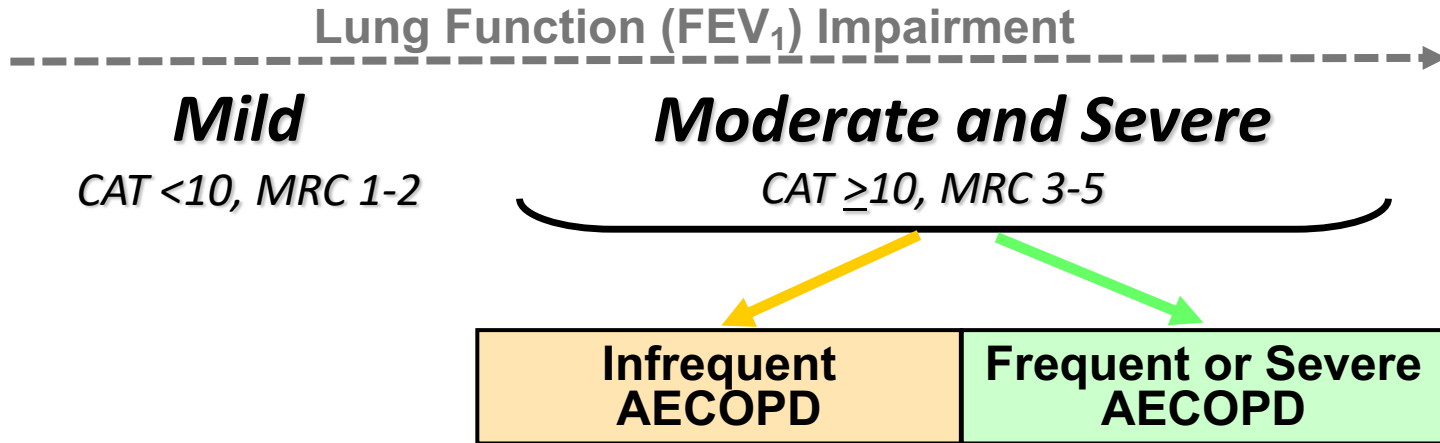 Lung Function (FEV₁) Impairment
Mild
Moderate and Severe
CAT <10, MRC 1-2
CAT ≥10, MRC 3-5
Infrequent
AECOPD
Frequent or Severe
AECOPD